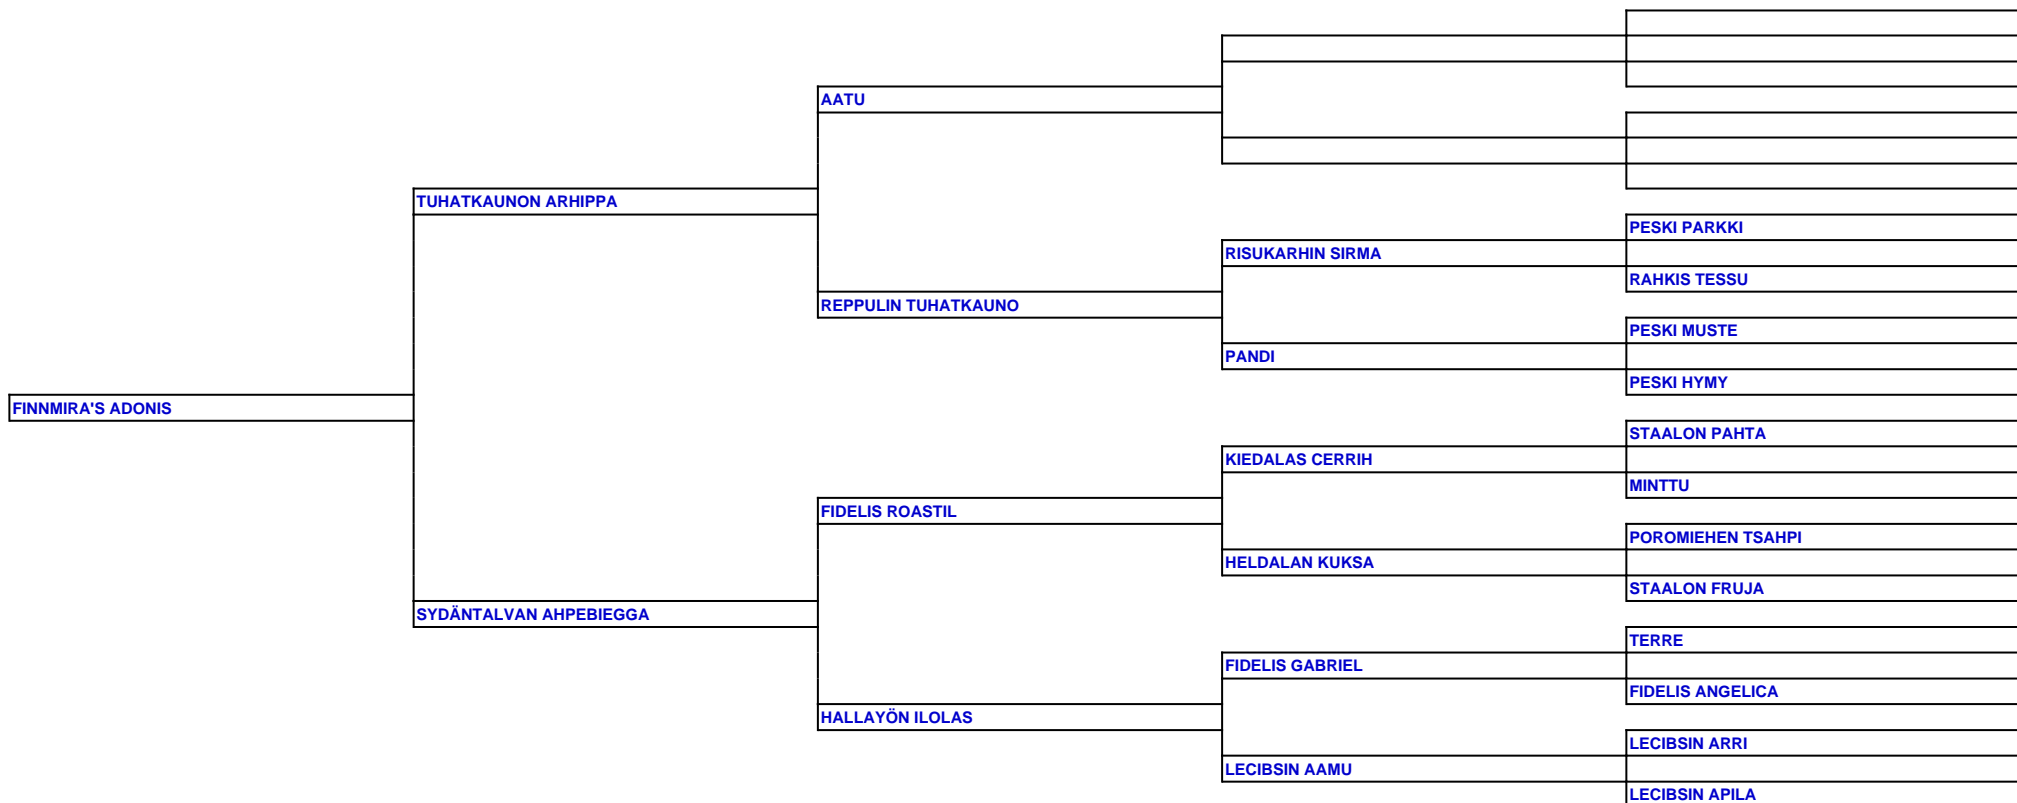 AATU
TUHATKAUNON ARHIPPA
PESKI PARKKI
RISUKARHIN SIRMA
RAHKIS TESSU
REPPULIN TUHATKAUNO
PESKI MUSTE
PANDI
PESKI HYMY
FINNMIRA'S ADONIS
STAALON PAHTA
KIEDALAS CERRIH
MINTTU
FIDELIS ROASTIL
POROMIEHEN TSAHPI
HELDALAN KUKSA
STAALON FRUJA
SYDÄNTALVAN AHPEBIEGGA
TERRE
FIDELIS GABRIEL
FIDELIS ANGELICA
HALLAYÖN ILOLAS
LECIBSIN ARRI
LECIBSIN AAMU
LECIBSIN APILA